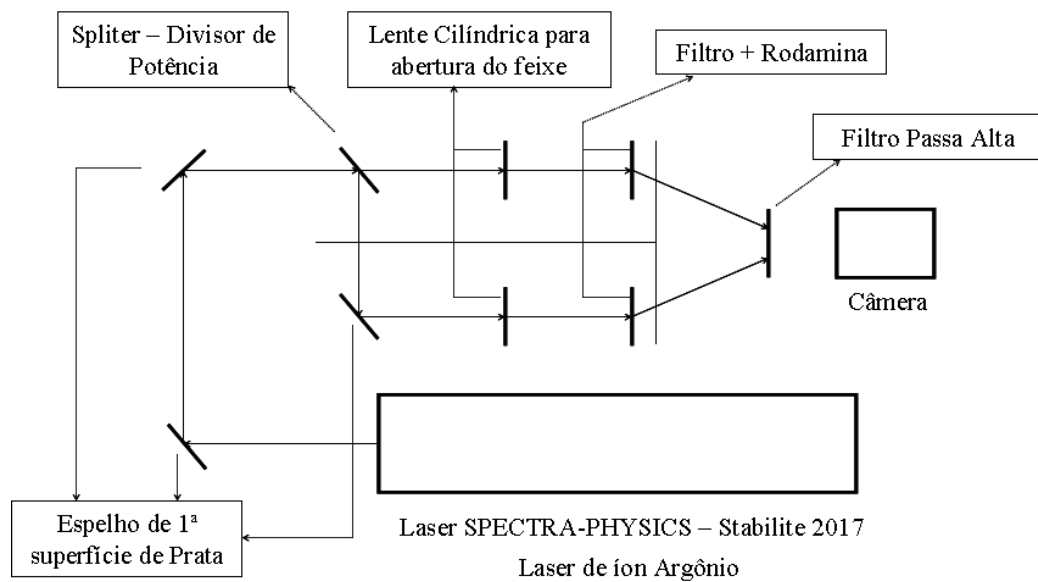 Spliter – Divisor de
Potência
Lente Cilíndrica para
abertura do feixe
Filtro + Rodamina
Filtro Passa Alta
Câmera
Espelho de 1ª
superfície de Prata
Laser SPECTRA-PHYSICS – Stabilite 2017
Laser de íon Argônio